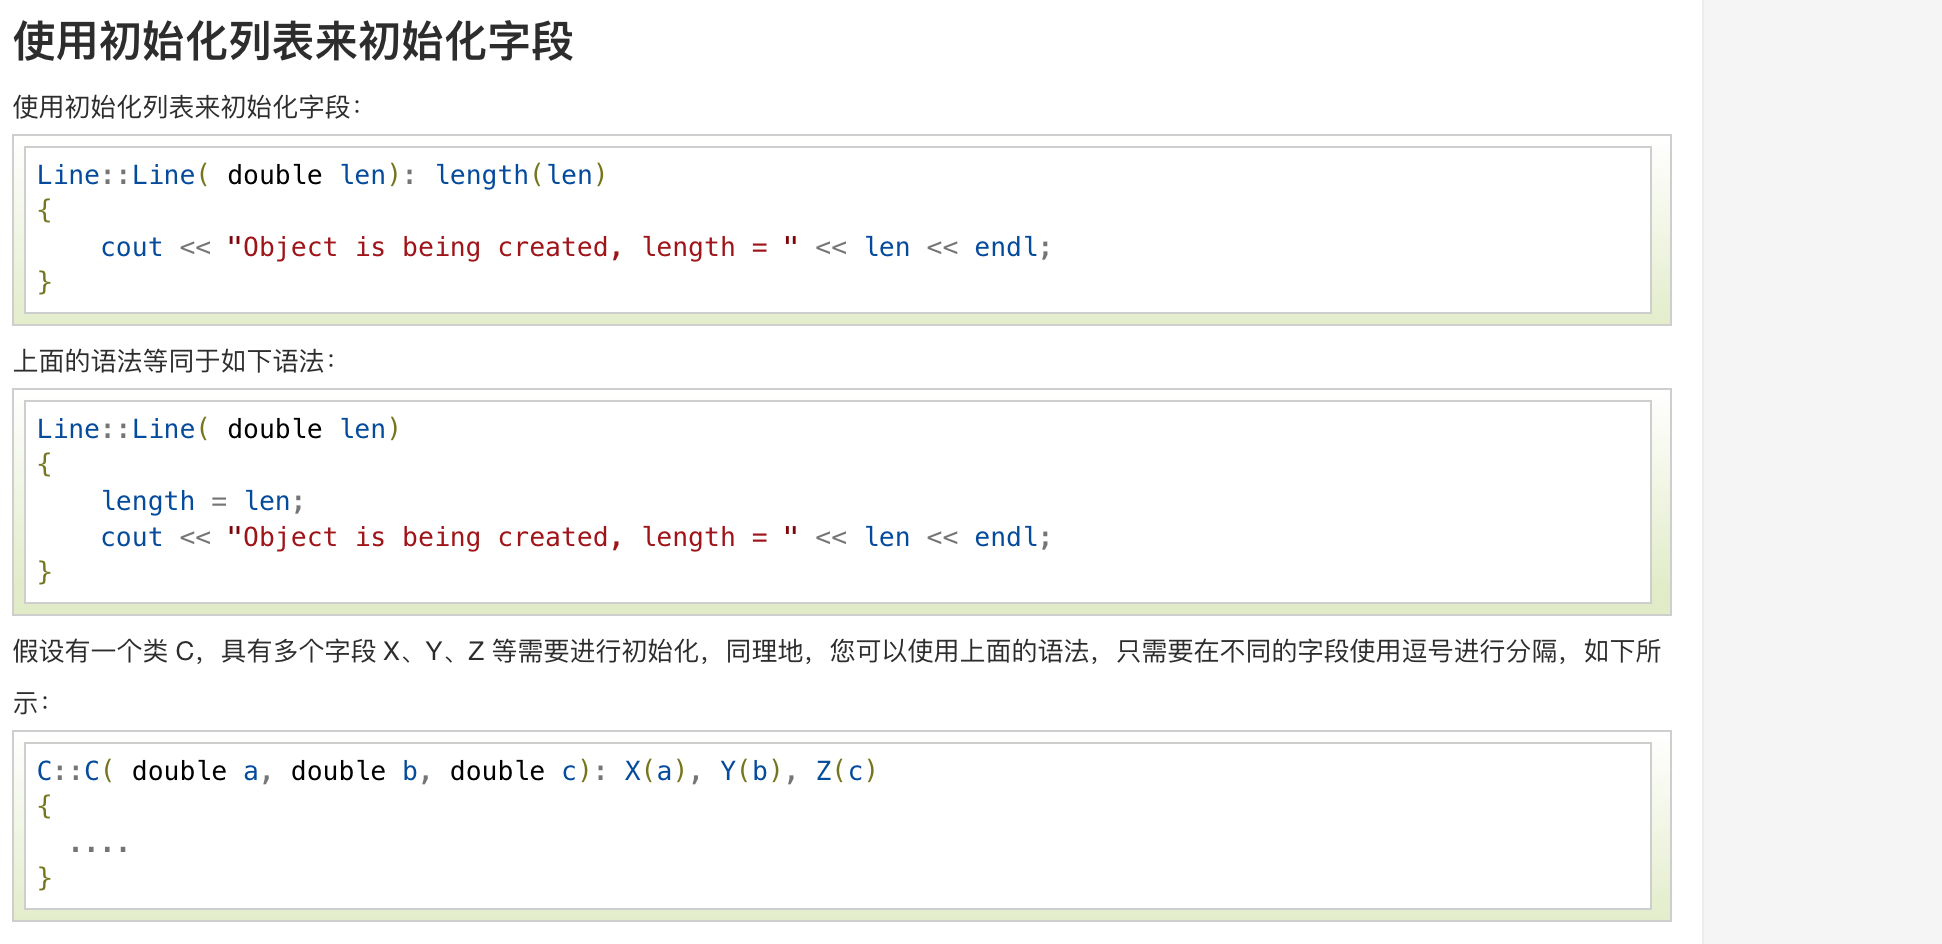 使用初始化列表来初始化字段
使用初始化列表来初始化字段：
Line::Line( double len): length(len)
{
    cout << "Object is being created, length = " << len << endl;
}
上面的语法等同于如下语法：
Line::Line( double len)
{
    length = len;
    cout << "Object is being created, length = " << len << endl;
}
假设有一个类 C，具有多个字段 X、Y、Z 等需要进行初始化，同理地，您可以使用上面的语法，只需要在不同的字段使用逗号进行分隔，如下所
示：
C::C( double a, double b, double c): X(a), Y(b), Z(c)
{
  ....
}